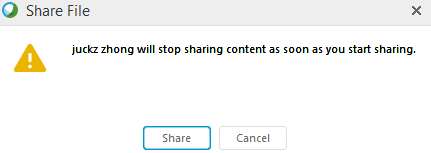 Share File
juckz zhong will stop sharing content as soon as you start sharing.
Share Cancel